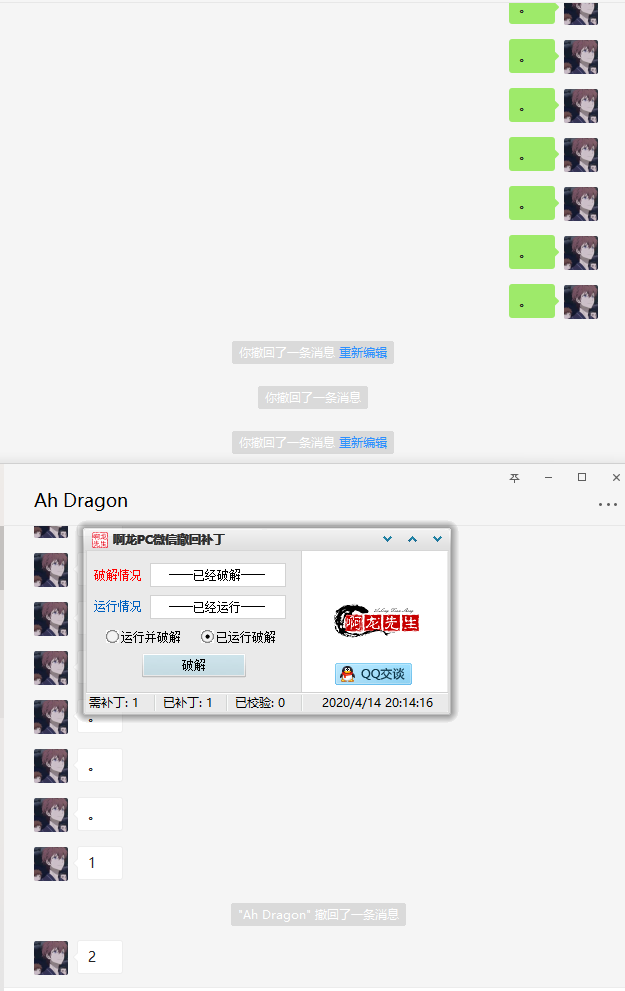 。
。
。
。
。
。
。
你撤回了一条消息 重新编辑
你撤回了一条消息
你撤回了一条消息 重新编辑
Ah Dragon
啊龙PC微信撤回补丁
破解情况 ——已经破解——
运行情况 ——已经运行——
运行并破解 已运行破解
破解
啊龙先生
QQ交谈
需补丁: 1 已补丁: 1 已校验: 0 2020/4/14 20:14:16
。
。
。
1
"Ah Dragon" 撤回了一条消息
2